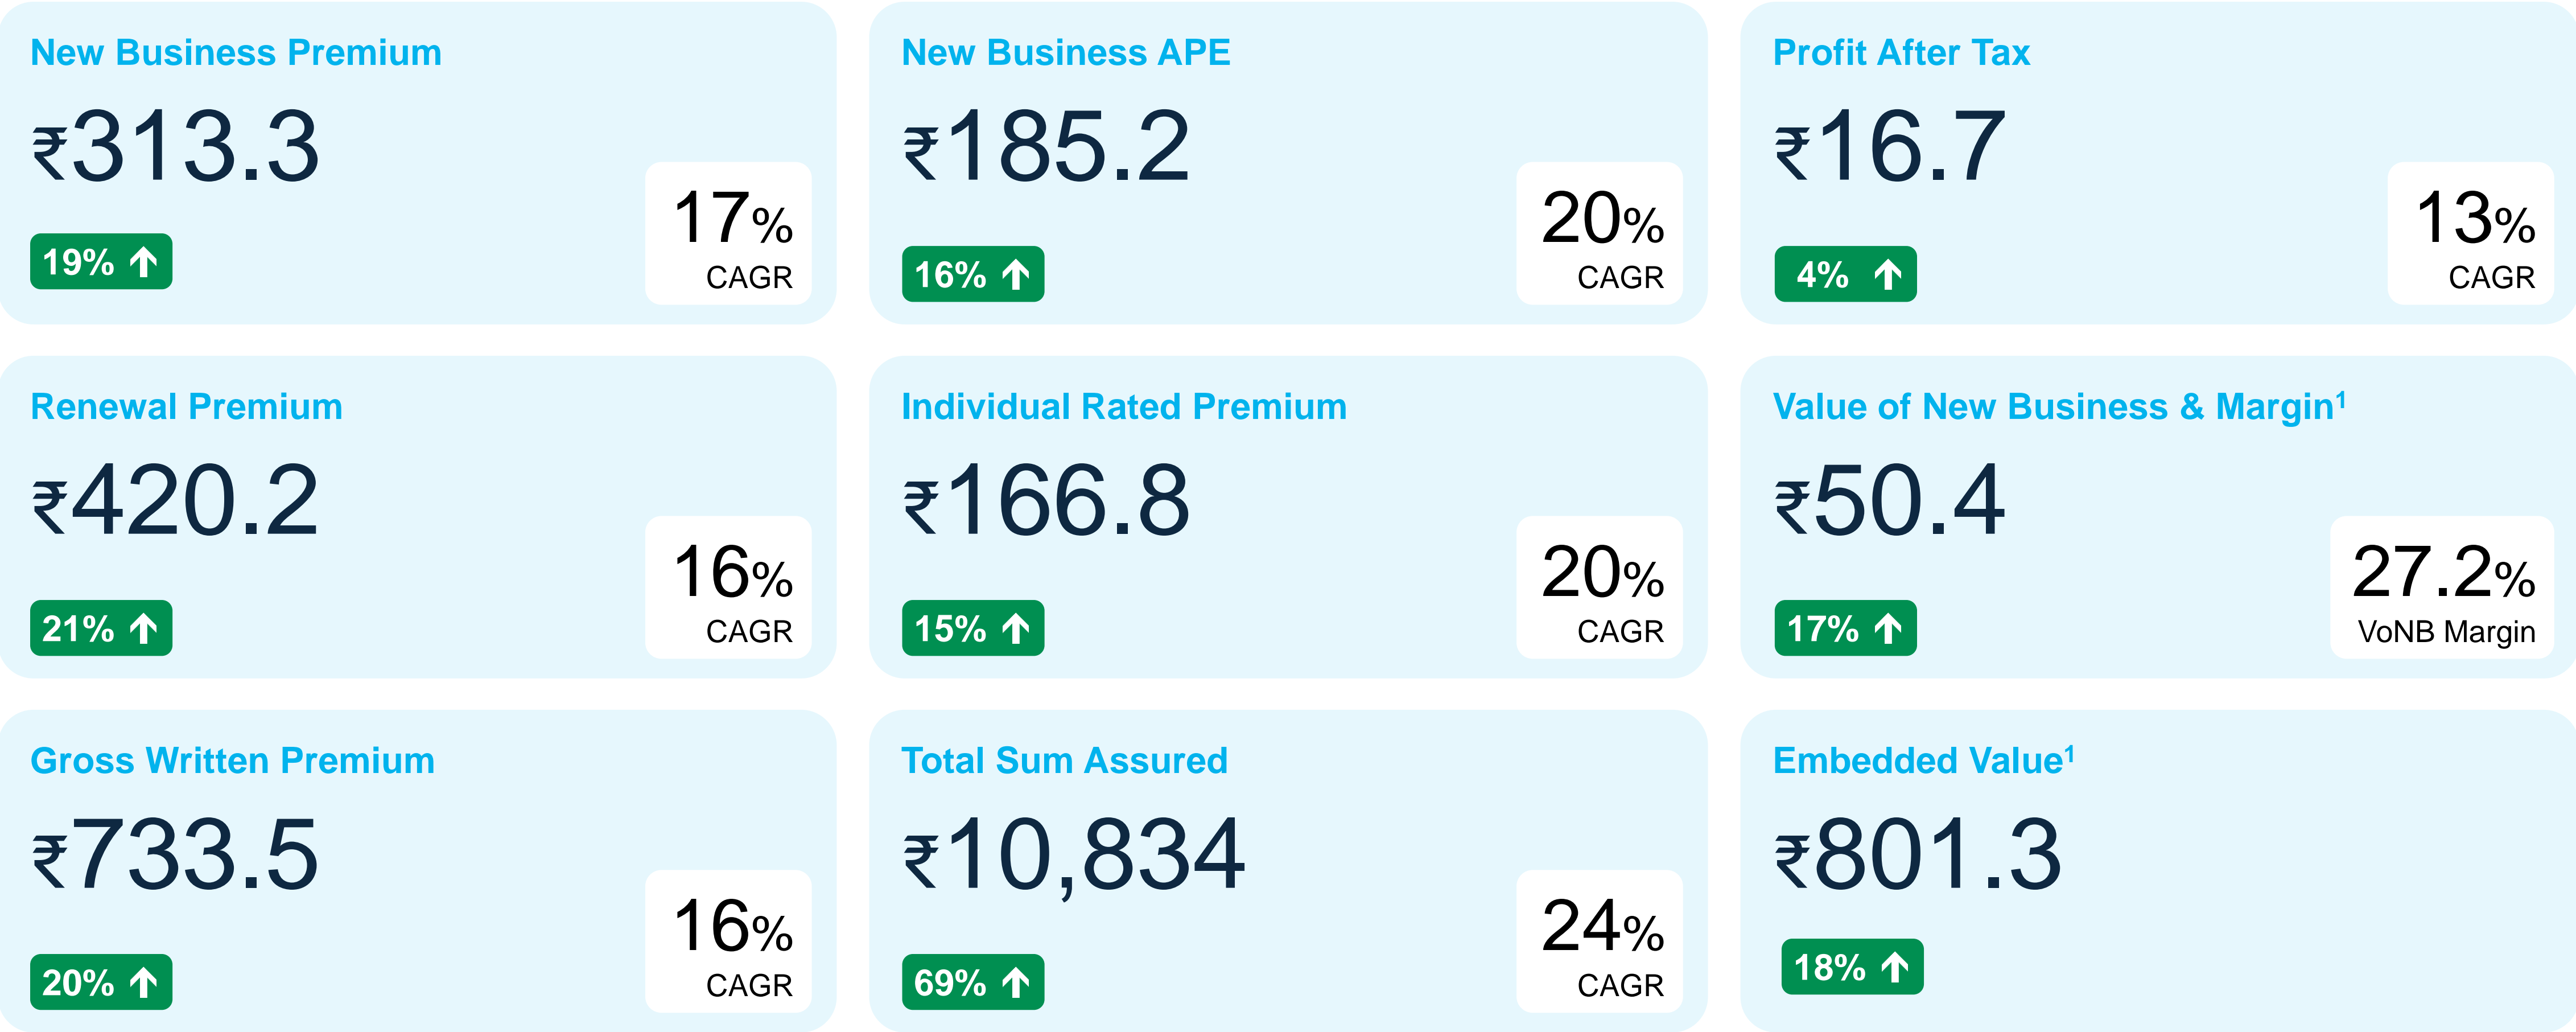 New Business Premium
₹313.3
19%
17%
CAGR
New Business APE
₹185.2
16%
20%
CAGR
Profit After Tax
₹16.7
4%
13%
CAGR
Renewal Premium
₹420.2
21%
16%
CAGR
Individual Rated Premium
₹166.8
15%
20%
CAGR
Value of New Business & Margin¹
₹50.4
17%
27.2%
VoNB Margin
Gross Written Premium
₹733.5
20%
16%
CAGR
Total Sum Assured
₹10,834
69%
24%
CAGR
Embedded Value¹
₹801.3
18%